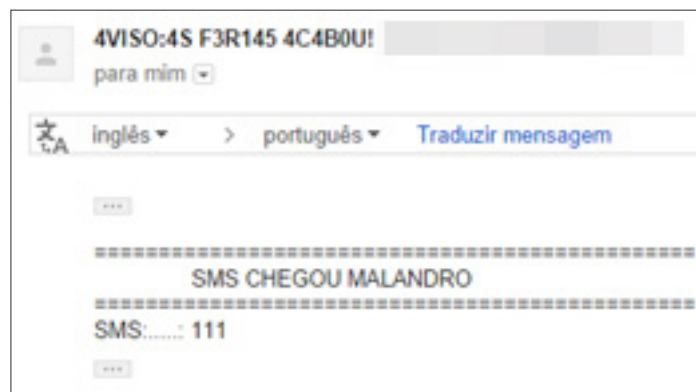 4VISO:4S F3R145 4C4B0U!
para mim
inglês > português Traduzir mensagem
...
===============================================
SMS CHEGOU MALANDRO
===============================================
SMS:.....: 111
...